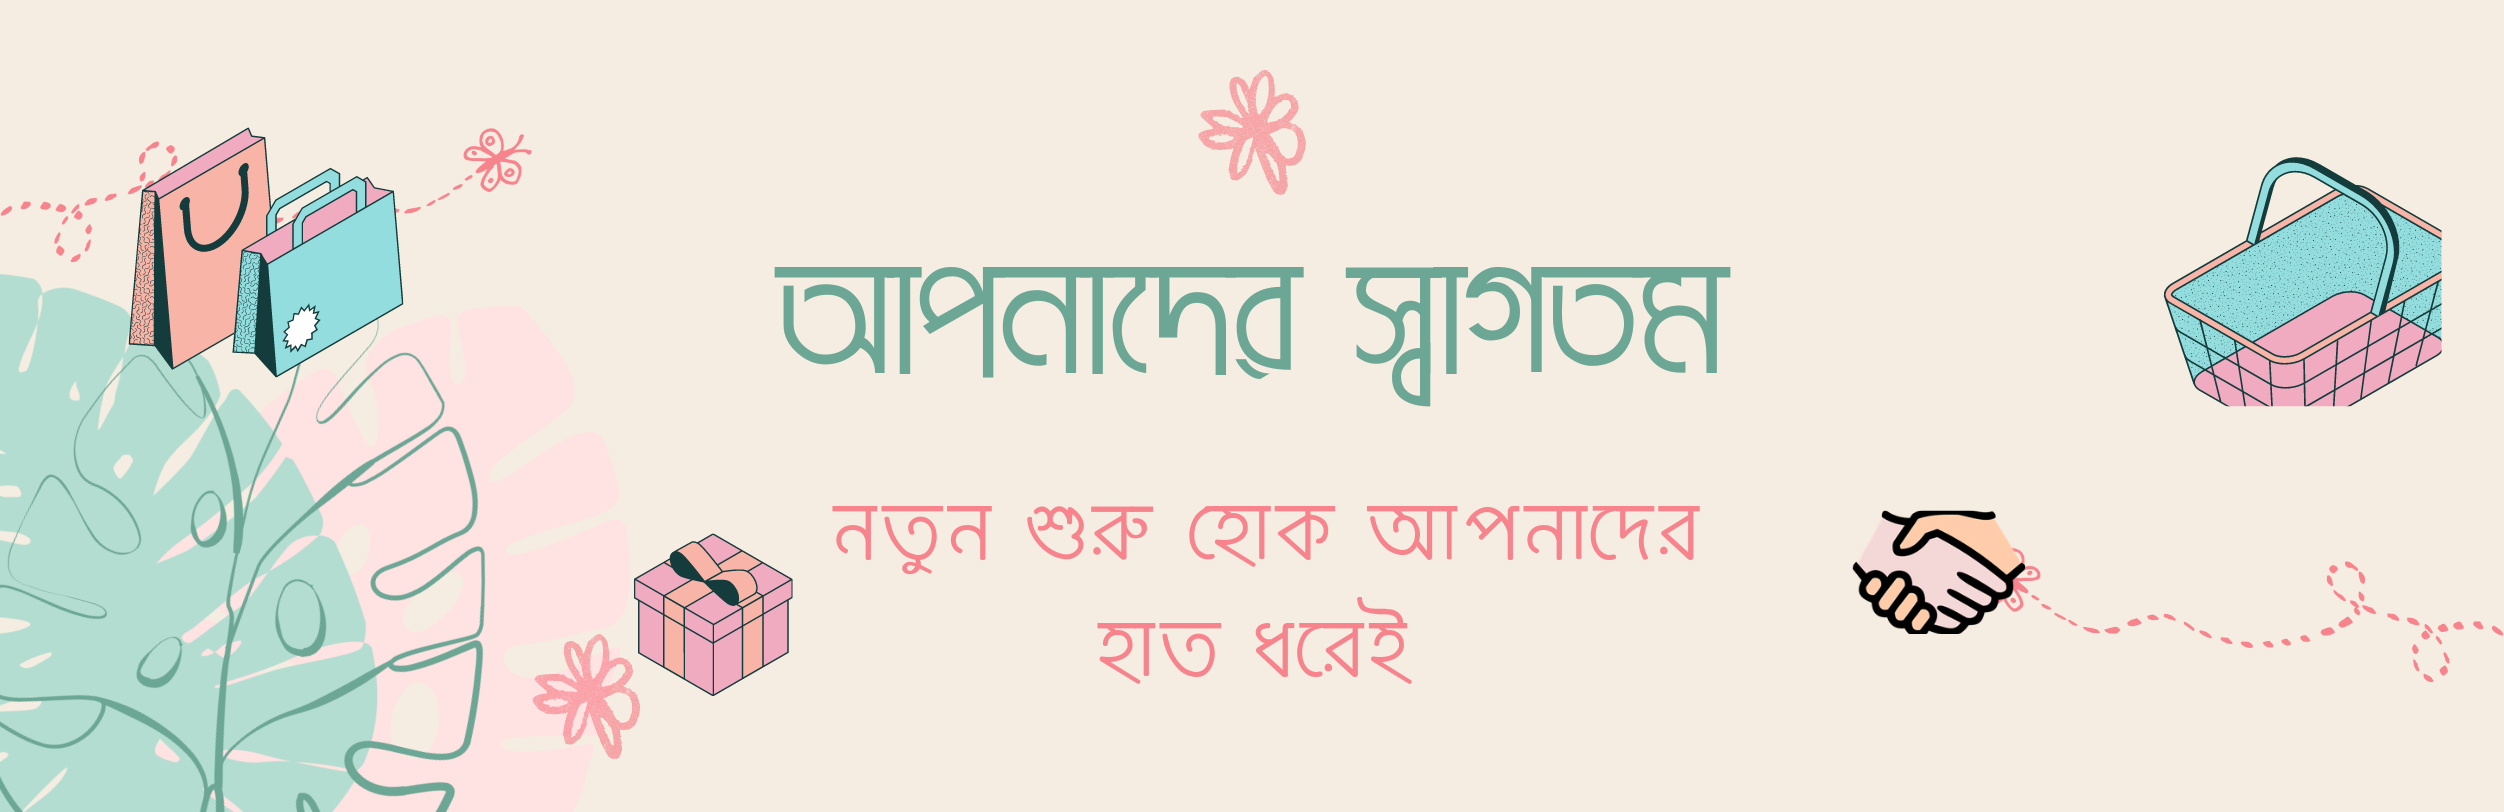 আপনাদের স্বাগতম
নতুন শুরু হোক আপনাদের
হাত ধরেই